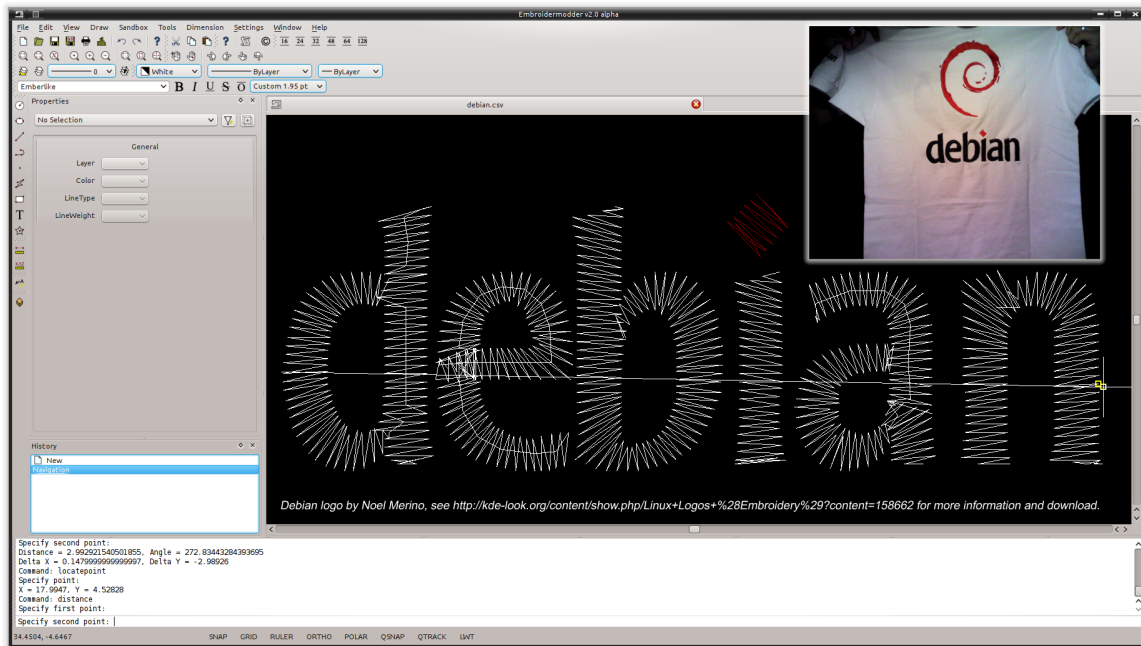 Embroidermodder v2.0 alpha
File Edit View Draw Sandbox Tools Dimension Settings Window Help
16 24 32 48 64 128
0 White ByLayer ByLayer
Emberlike B I U S O Custom 1.95 pt
Properties
debian.csv
No Selection
General
Layer
Color
LineType
LineWeight
T
debian
debian
History
New
Navigation
Debian logo by Noel Merino, see http://kde-look.org/content/show.php/Linux+Logos+%28Embroidery%29?content=158662 for more information and download.
Specify second point:
Distance = 2.992921540501855, Angle = 272.83443284393695
Delta X = 0.1479999999999997, Delta Y = -2.98926
Command: locatepoint
Specify point:
X = 17.9947, Y = 4.52828
Command: distance
Specify first point:
Specify second point:
34.4504, -4.6467
SNAP GRID RULER ORTHO POLAR QSNAP QTRACK LWT